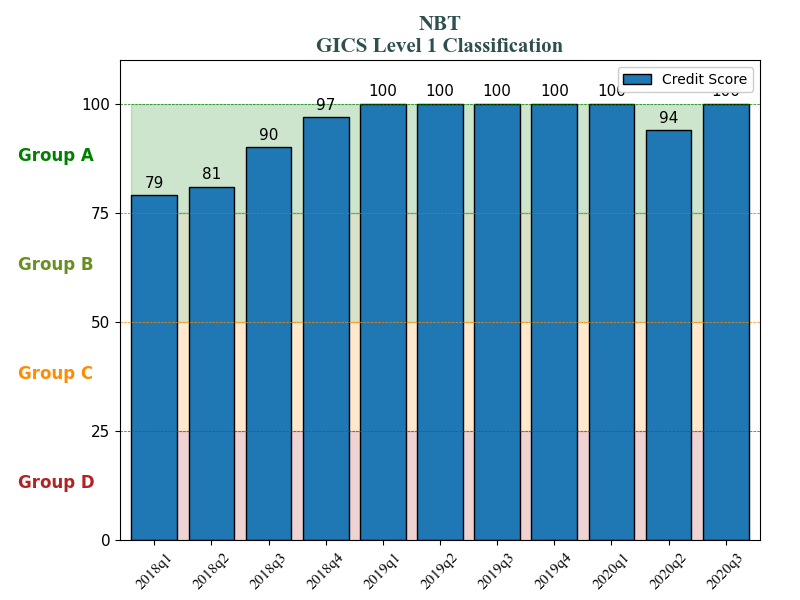 NBT
GICS Level 1 Classification
Credit Score
100
75
50
25
0
Group A
Group B
Group C
Group D
79
81
90
97
100
100
100
100
100
94
100
2018q1
2018q2
2018q3
2018q4
2019q1
2019q2
2019q3
2019q4
2020q1
2020q2
2020q3